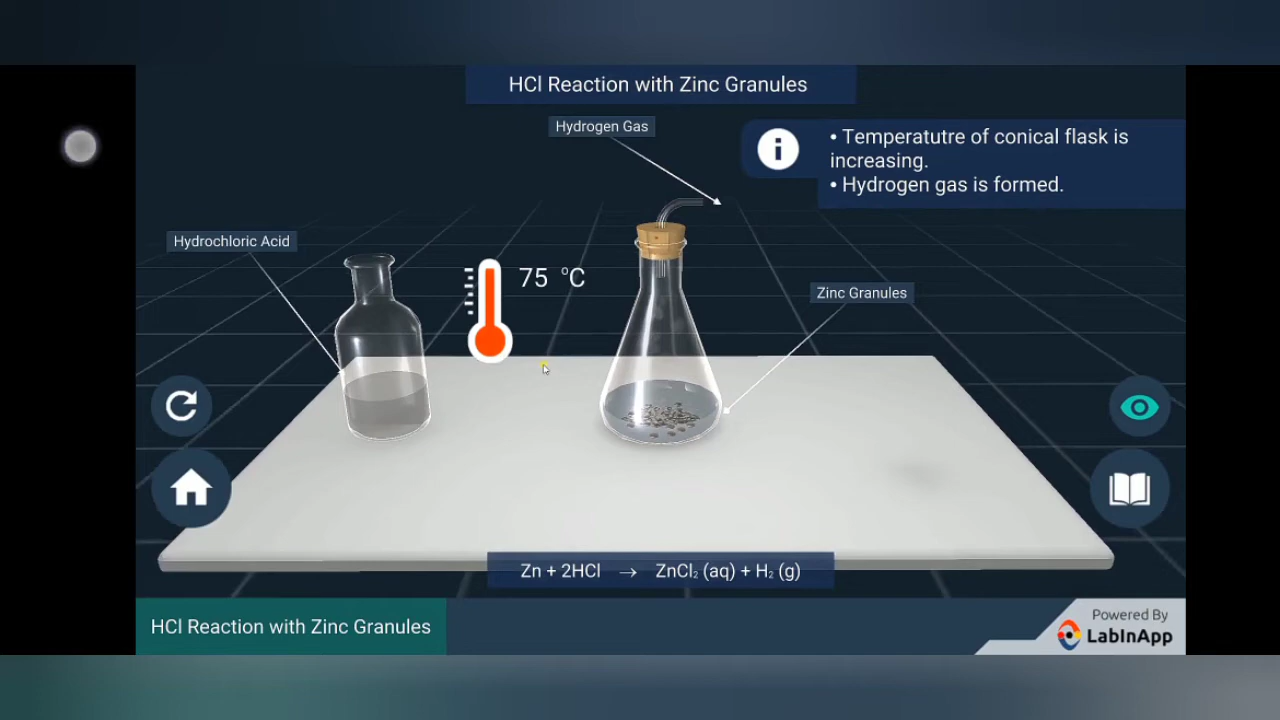 HCl Reaction with Zinc Granules
Hydrogen Gas
• Temperatutre of conical flask is
increasing.
• Hydrogen gas is formed.
Hydrochloric Acid
75 °C
Zinc Granules
Zn + 2HCl → ZnCl₂ (aq) + H₂ (g)
HCl Reaction with Zinc Granules
Powered By
LabInApp